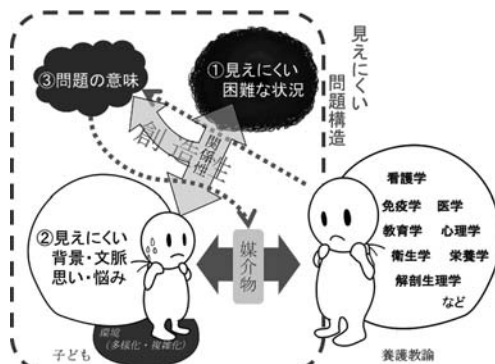 見えにくい
問題構造
①見えにくい
困難な状況
③問題の意味
創造性
関係性
②見えにくい
背景・文脈
思い・悩み
媒介物
看護学
免疫学 医学
教育学 心理学
衛生学 栄養学
解剖生理学
など
環境
(多様化・複雑化)
子ども
養護教諭